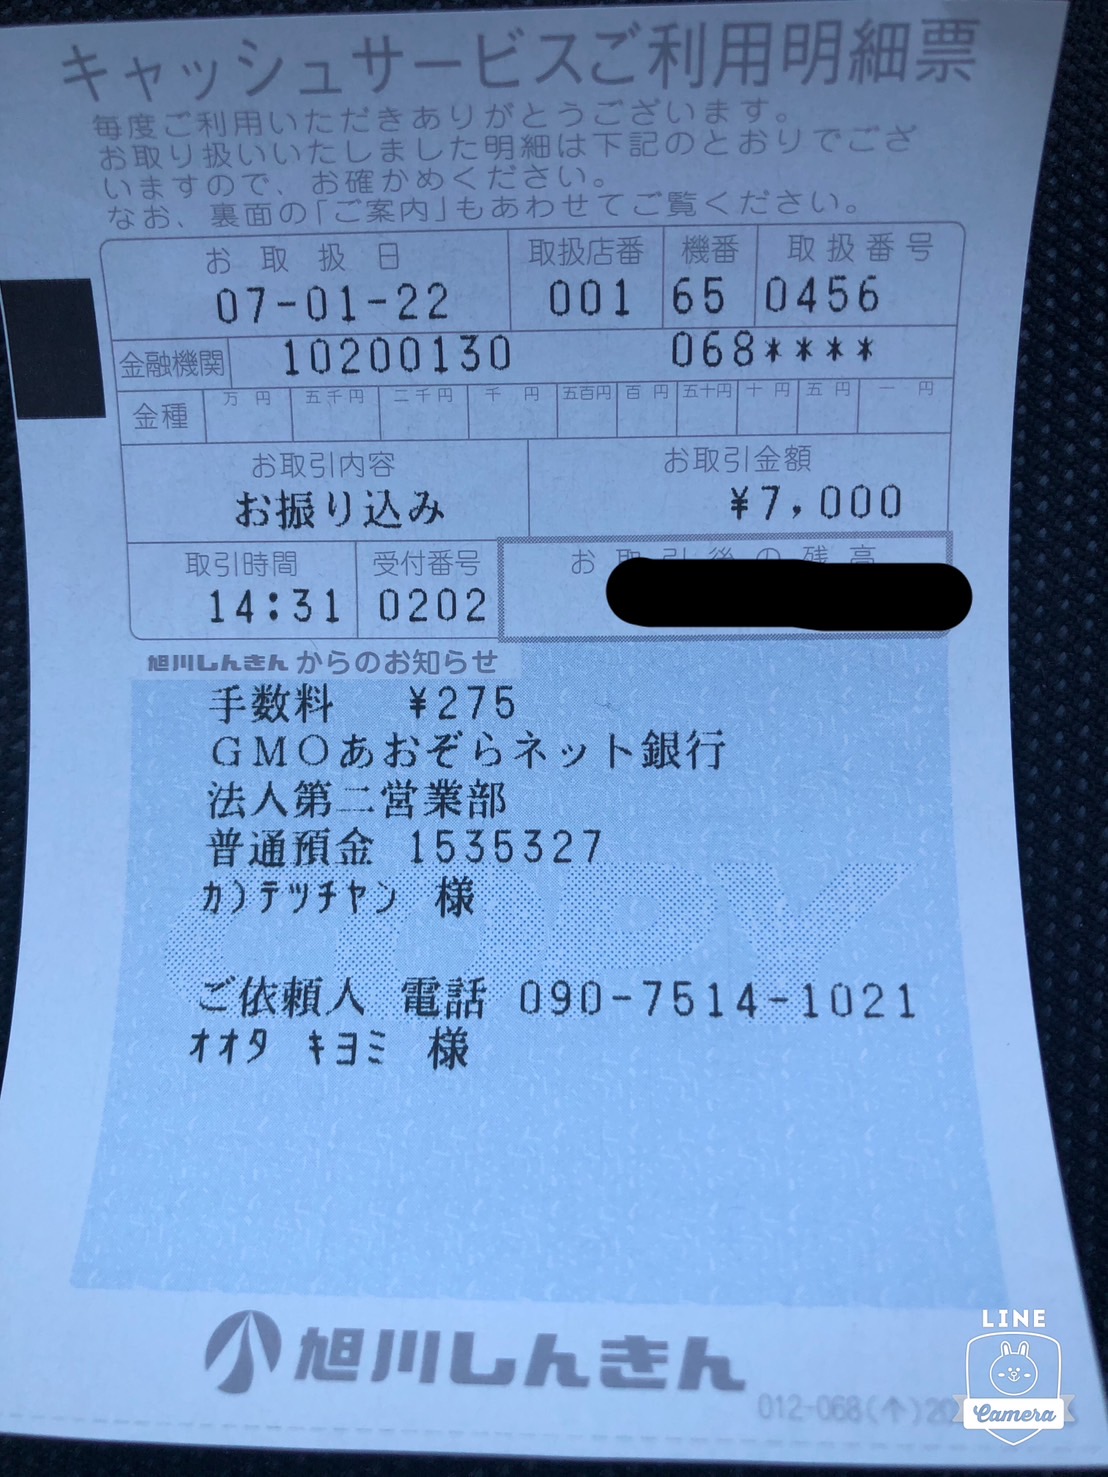 キャッシュサービスご利用明細票
毎度ご利用いただきありがとうございます。
お取り扱いいたしました明細は下記のとおりでござ
いますので、お確かめください。
なお、裏面の「ご案内」もあわせてご覧ください。
お取扱日 取扱店番 機番 取扱番号
07-01-22 001 65 0456
金融機関 10200130 068****
金種 万円 五千円 二千円 千円 五百円 百円 五十円 十円 五円 一円
お取引内容 お取引金額
お振り込み ¥7,000
取引時間 受付番号 お取引後の残高
14:31 0202
旭川しんきんからのお知らせ
手数料 ¥275
GMOあおぞらネット銀行
法人第二営業部
普通預金 1535327
カ)テツチヤン 様
COPY
ご依頼人 電話 090-7514-1021
オオタ キヨミ 様
旭川しんきん
012-068(个)20
LINE
Camera